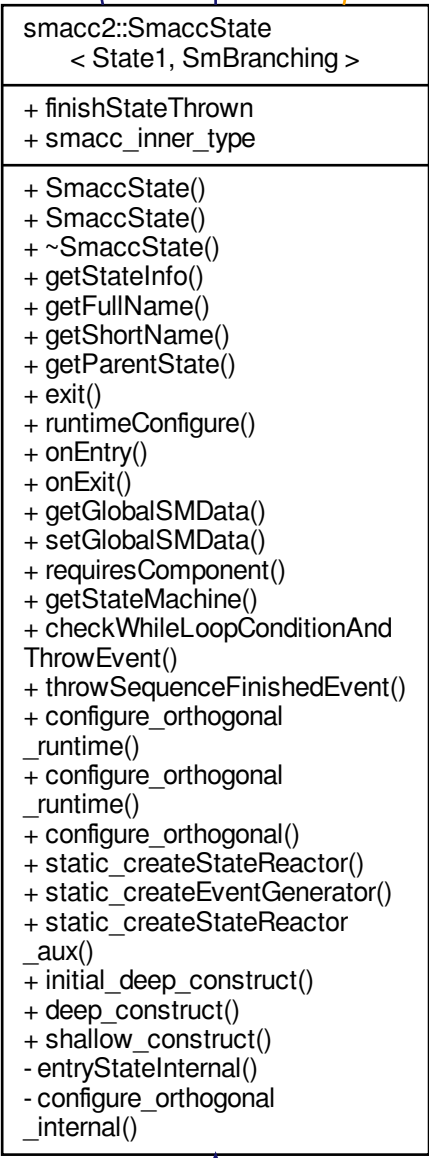 smacc2::SmaccState
< State1, SmBranching >
+ finishStateThrown
+ smacc_inner_type
+ SmaccState()
+ SmaccState()
+ ~SmaccState()
+ getStateInfo()
+ getFullName()
+ getShortName()
+ getParentState()
+ exit()
+ runtimeConfigure()
+ onEntry()
+ onExit()
+ getGlobalSMData()
+ setGlobalSMData()
+ requiresComponent()
+ getStateMachine()
+ checkWhileLoopConditionAnd
ThrowEvent()
+ throwSequenceFinishedEvent()
+ configure_orthogonal
_runtime()
+ configure_orthogonal
_runtime()
+ configure_orthogonal()
+ static_createStateReactor()
+ static_createEventGenerator()
+ static_createStateReactor
_aux()
+ initial_deep_construct()
+ deep_construct()
+ shallow_construct()
- entryStateInternal()
- configure_orthogonal
_internal()